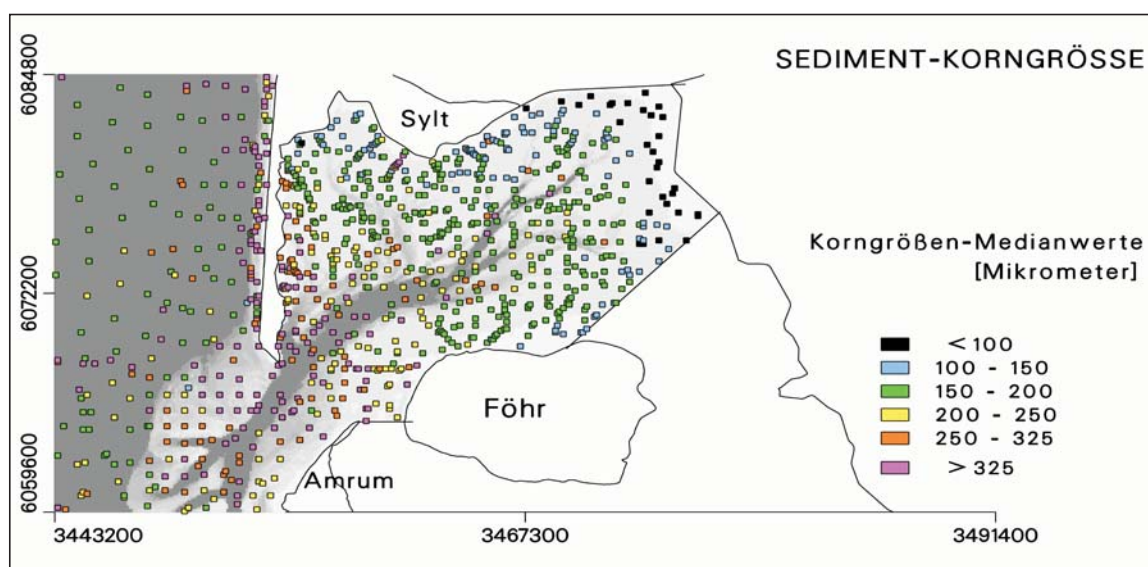 SEDIMENT-KORNGRÖSSE
6084800
Sylt
Korngrößen-Medianwerte
[Mikrometer]
6072200
< 100
100 - 150
150 - 200
200 - 250
250 - 325
> 325
Föhr
Amrum
6059600
3443200
3467300
3491400